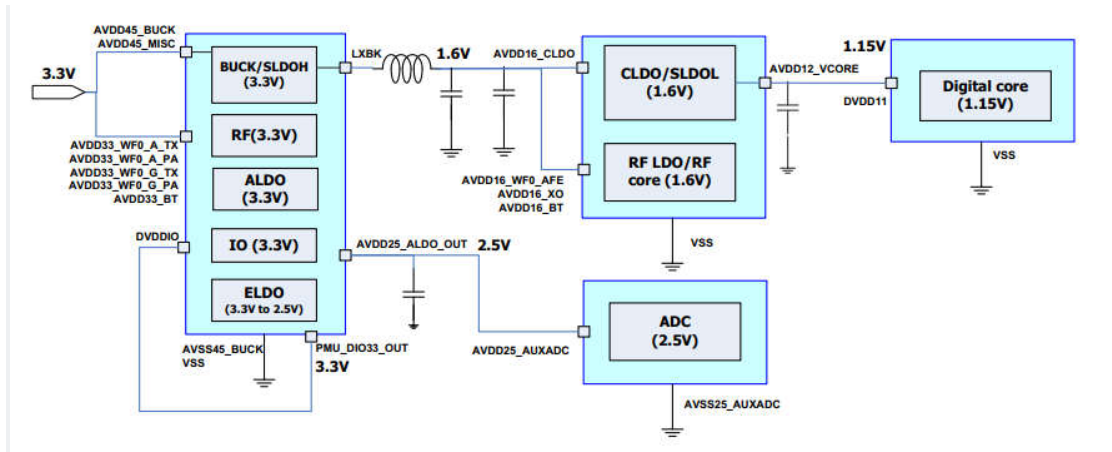 AVDD45_BUCK
AVDD45_MISC
3.3V
BUCK/SLDOH
(3.3V)
RF(3.3V)
ALDO
(3.3V)
IO (3.3V)
ELDO
(3.3V to 2.5V)
AVDD33_WF0_A_TX
AVDD33_WF0_A_PA
AVDD33_WF0_G_TX
AVDD33_WF0_G_PA
AVDD33_BT
DVDDIO
AVSS45_BUCK
VSS
PMU_DIO33_OUT
3.3V
LXBK
1.6V
AVDD16_CLDO
CLDO/SLDOL
(1.6V)
RF LDO/RF
core (1.6V)
AVDD16_WF0_AFE
AVDD16_XO
AVDD16_BT
VSS
AVDD25_ALDO_OUT
2.5V
ADC
(2.5V)
AVDD25_AUXADC
AVSS25_AUXADC
1.15V
AVDD12_VCORE
DVDD11
Digital core
(1.15V)
VSS